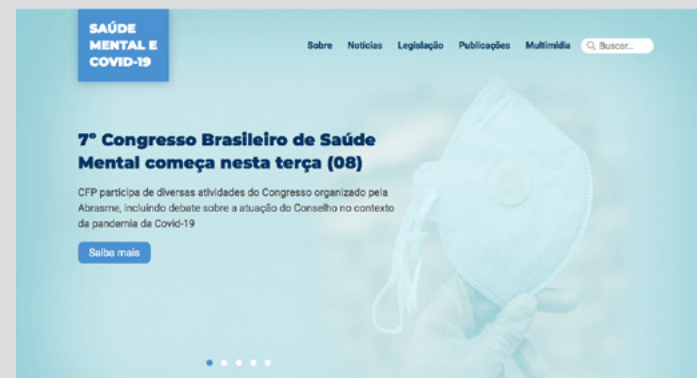 SAÚDE
MENTAL E
COVID-19
Sobre Notícias Legislação Publicações Multimídia Buscar...
7º Congresso Brasileiro de Saúde
Mental começa nesta terça (08)
CFP participa de diversas atividades do Congresso organizado pela
Abrasme, incluindo debate sobre a atuação do Conselho no contexto
da pandemia da Covid-19
Saiba mais